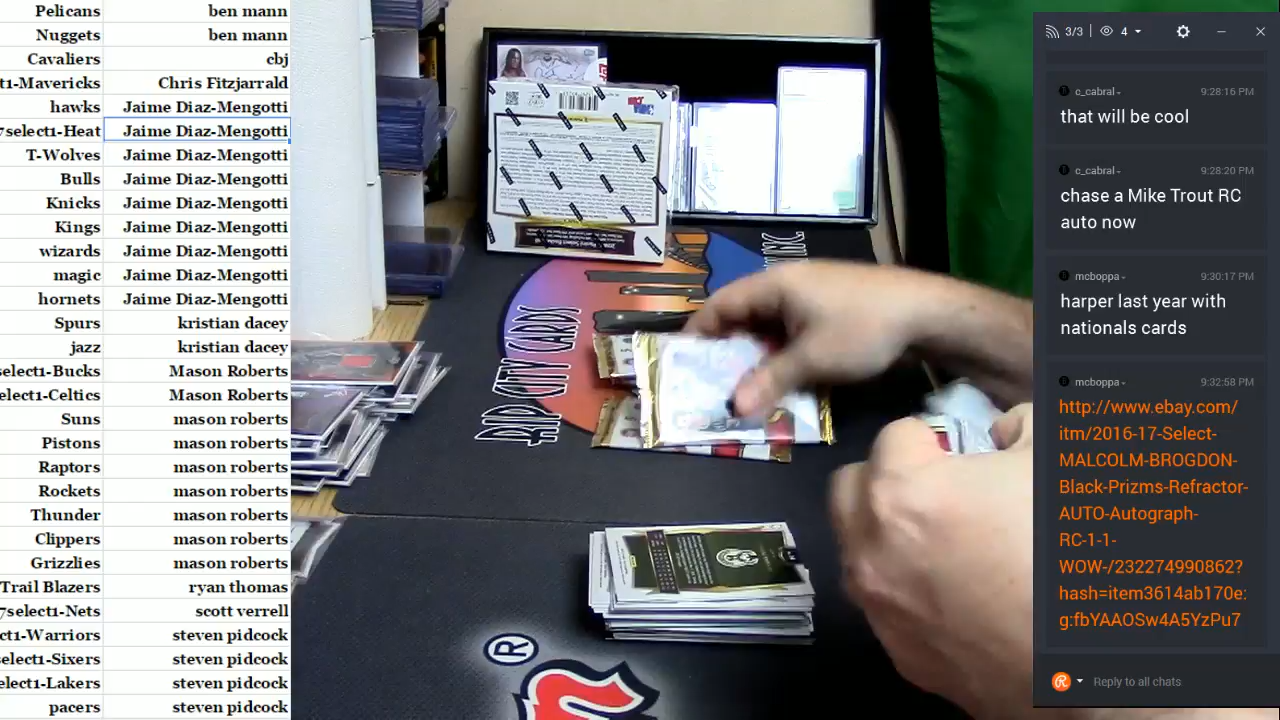 Pelicans ben mann
Nuggets ben mann
Cavaliers cbj
t1-Mavericks Chris Fitzjarrald
hawks Jaime Diaz-Mengotti
7select1-Heat Jaime Diaz-Mengotti
T-Wolves Jaime Diaz-Mengotti
Bulls Jaime Diaz-Mengotti
Knicks Jaime Diaz-Mengotti
Kings Jaime Diaz-Mengotti
wizards Jaime Diaz-Mengotti
magic Jaime Diaz-Mengotti
hornets Jaime Diaz-Mengotti
Spurs kristian dacey
jazz kristian dacey
select1-Bucks Mason Roberts
elect1-Celtics Mason Roberts
Suns mason roberts
Pistons mason roberts
Raptors mason roberts
Rockets mason roberts
Thunder mason roberts
Clippers mason roberts
Grizzlies mason roberts
Trail Blazers ryan thomas
7select1-Nets scott verrell
ct1-Warriors steven pidcock
select1-Sixers steven pidcock
elect1-Lakers steven pidcock
pacers steven pidcock
RIP CITY CARDS
®
3/3 4
c_cabral 9:28:16 PM
that will be cool
c_cabral 9:28:20 PM
chase a Mike Trout RC
auto now
mcboppa 9:30:17 PM
harper last year with
nationals cards
mcboppa 9:32:58 PM
http://www.ebay.com/
itm/2016-17-Select-
MALCOLM-BROGDON-
Black-Prizms-Refractor-
AUTO-Autograph-
RC-1-1-
WOW-/232274990862?
hash=item3614ab170e:
g:fbYAAOSw4A5YzPu7
Reply to all chats